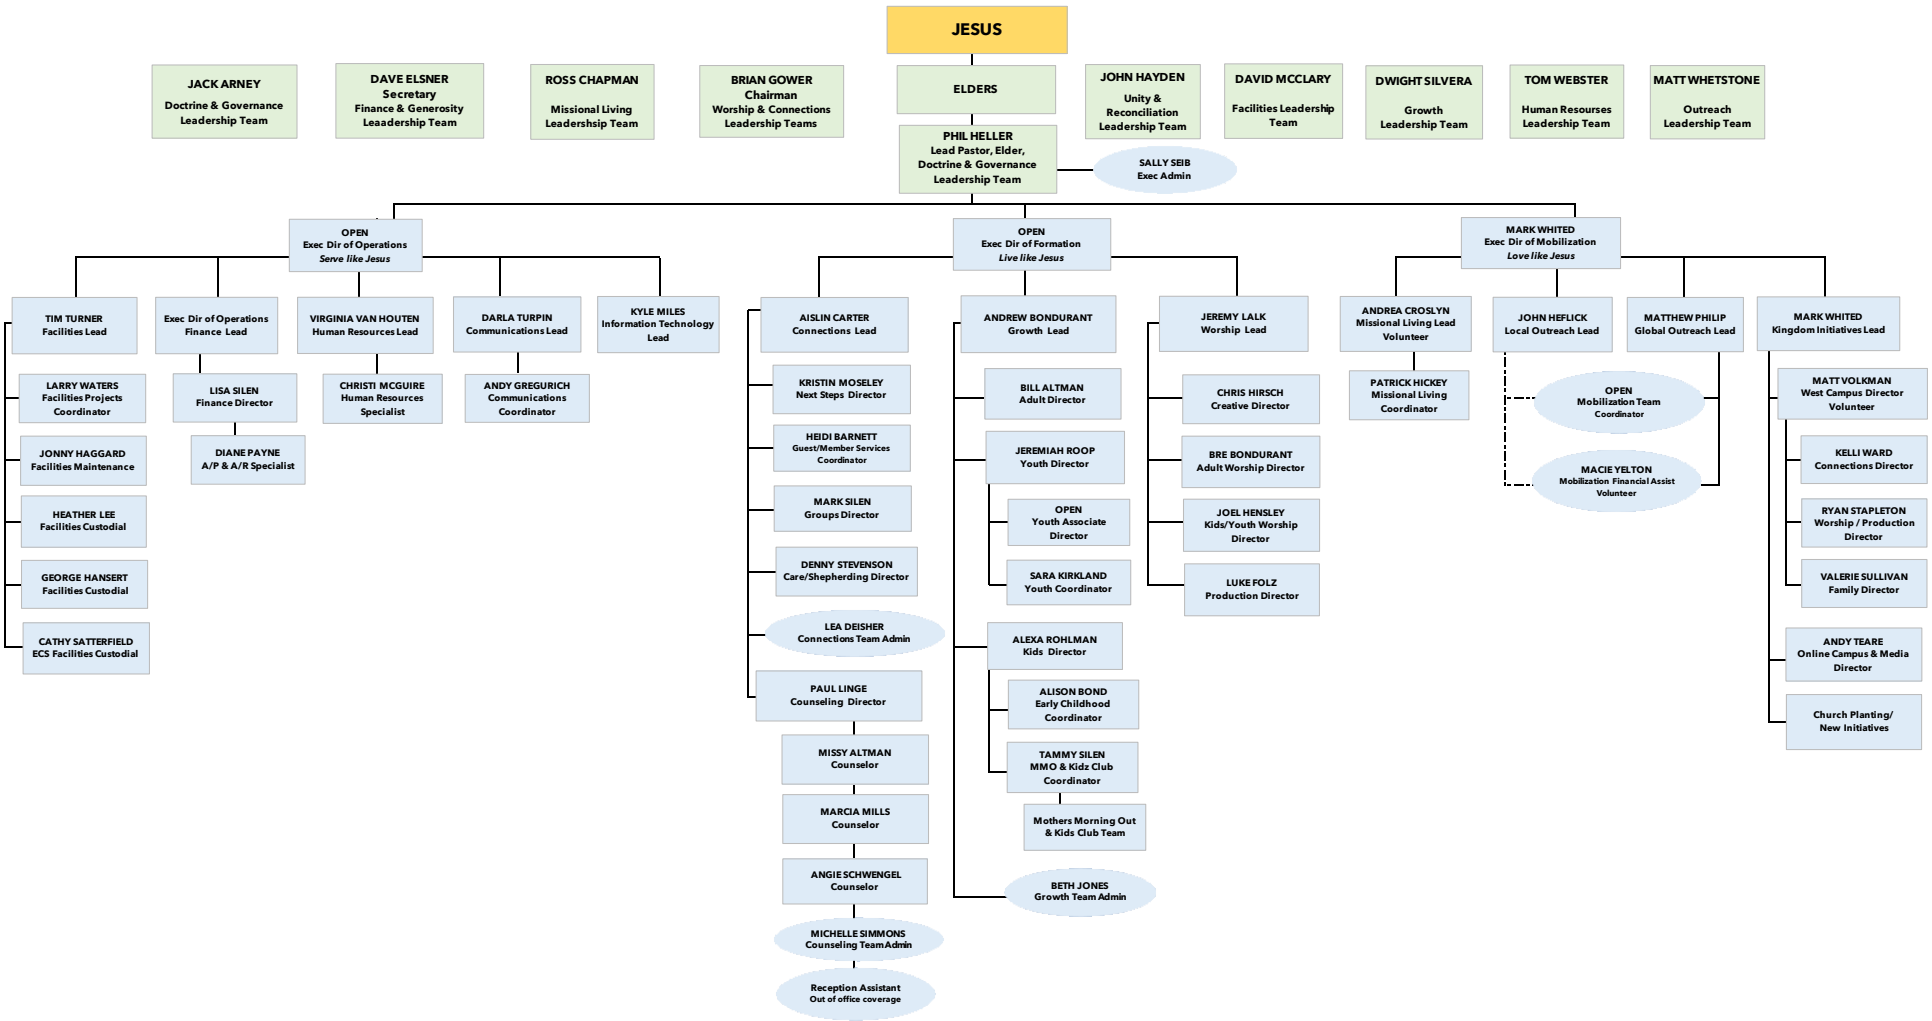 JESUS
JACK ARNEY
Doctrine & Governance
Leadership Team
DAVE ELSNER
Secretary
Finance & Generosity
Leaadership Team
ROSS CHAPMAN
Missional Living
Leadershsip Team
BRIAN GOWER
Chairman
Worship & Connections
Leadership Teams
ELDERS
JOHN HAYDEN
Unity &
Reconciliation
Leadership Team
DAVID MCCLARY
Facilities Leadership
Team
DWIGHT SILVERA
Growth
Leadership Team
TOM WEBSTER
Human Resourses
Leadership Team
MATT WHETSTONE
Outreach
Leadership Team
PHIL HELLER
Lead Pastor, Elder,
Doctrine & Governance
Leadership Team
SALLY SEIB
Exec Admin
OPEN
Exec Dir of Operations
Serve like Jesus
OPEN
Exec Dir of Formation
Live like Jesus
MARK WHITED
Exec Dir of Mobilization
Love like Jesus
TIM TURNER
Facilities Lead
Exec Dir of Operations
Finance Lead
VIRGINIA VAN HOUTEN
Human Resources Lead
DARLA TURPIN
Communications Lead
KYLE MILES
Information Technology
Lead
AISLIN CARTER
Connections Lead
ANDREW BONDURANT
Growth Lead
JEREMY LALK
Worship Lead
ANDREA CROSLYN
Missional Living Lead
Volunteer
JOHN HEFLICK
Local Outreach Lead
MATTHEW PHILIP
Global Outreach Lead
MARK WHITED
Kingdom Initiatives Lead
LARRY WATERS
Facilities Projects
Coordinator
JONNY HAGGARD
Facilities Maintenance
HEATHER LEE
Facilities Custodial
GEORGE HANSERT
Facilities Custodial
CATHY SATTERFIELD
ECS Facilities Custodial
LISA SILEN
Finance Director
DIANE PAYNE
A/P & A/R Specialist
CHRISTI MCGUIRE
Human Resources
Specialist
ANDY GREGURICH
Communications
Coordinator
KRISTIN MOSELEY
Next Steps Director
HEIDI BARNETT
Guest/Member Services
Coordinator
MARK SILEN
Groups Director
DENNY STEVENSON
Care/Shepherding Director
LEA DEISHER
Connections Team Admin
PAUL LINGE
Counseling Director
MISSY ALTMAN
Counselor
MARCIA MILLS
Counselor
ANGIE SCHWENGEL
Counselor
MICHELLE SIMMONS
Counseling Team Admin
Reception Assistant
Out of office coverage
BILL ALTMAN
Adult Director
JEREMIAH ROOP
Youth Director
OPEN
Youth Associate
Director
SARA KIRKLAND
Youth Coordinator
ALEXA ROHLMAN
Kids Director
ALISON BOND
Early Childhood
Coordinator
TAMMY SILEN
MMO & Kidz Club
Coordinator
Mothers Morning Out
& Kids Club Team
BETH JONES
Growth Team Admin
CHRIS HIRSCH
Creative Director
BRE BONDURANT
Adult Worship Director
JOEL HENSLEY
Kids/Youth Worship
Director
LUKE FOLZ
Production Director
PATRICK HICKEY
Missional Living
Coordinator
OPEN
Mobilization Team
Coordinator
MACIE YELTON
Mobilization Financial Assist
Volunteer
MATT VOLKMAN
West Campus Director
Volunteer
KELLI WARD
Connections Director
RYAN STAPLETON
Worship / Production
Director
VALERIE SULLIVAN
Family Director
ANDY TEARE
Online Campus & Media
Director
Church Planting/
New Initiatives